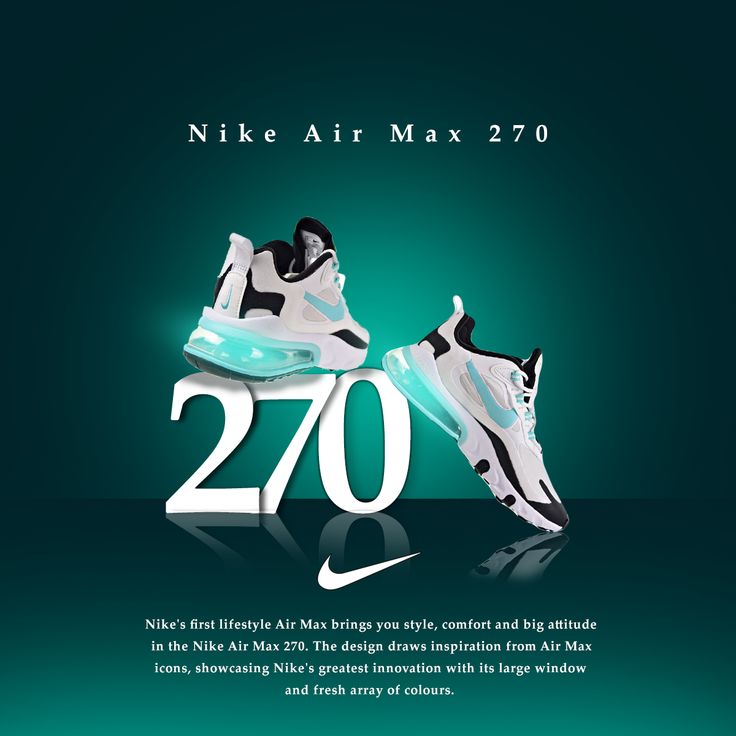 Nike Air Max 270
270
Nike's first lifestyle Air Max brings you style, comfort and big attitude
in the Nike Air Max 270. The design draws inspiration from Air Max
icons, showcasing Nike's greatest innovation with its large window
and fresh array of colours.